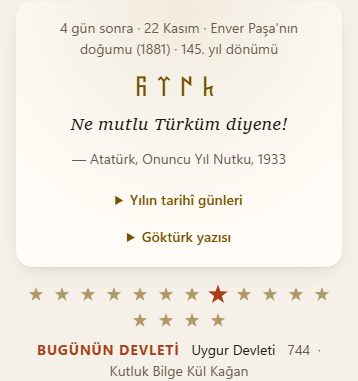 4 gün sonra · 22 Kasım · Enver Paşa'nın
doğumu (1881) · 145. yıl dönümü
Ne mutlu Türküm diyene!
— Atatürk, Onuncu Yıl Nutku, 1933
▶ Yılın tarihî günleri
▶ Göktürk yazısı
BUGÜNÜN DEVLETİ Uygur Devleti 744 ·
Kutluk Bilge Kül Kağan